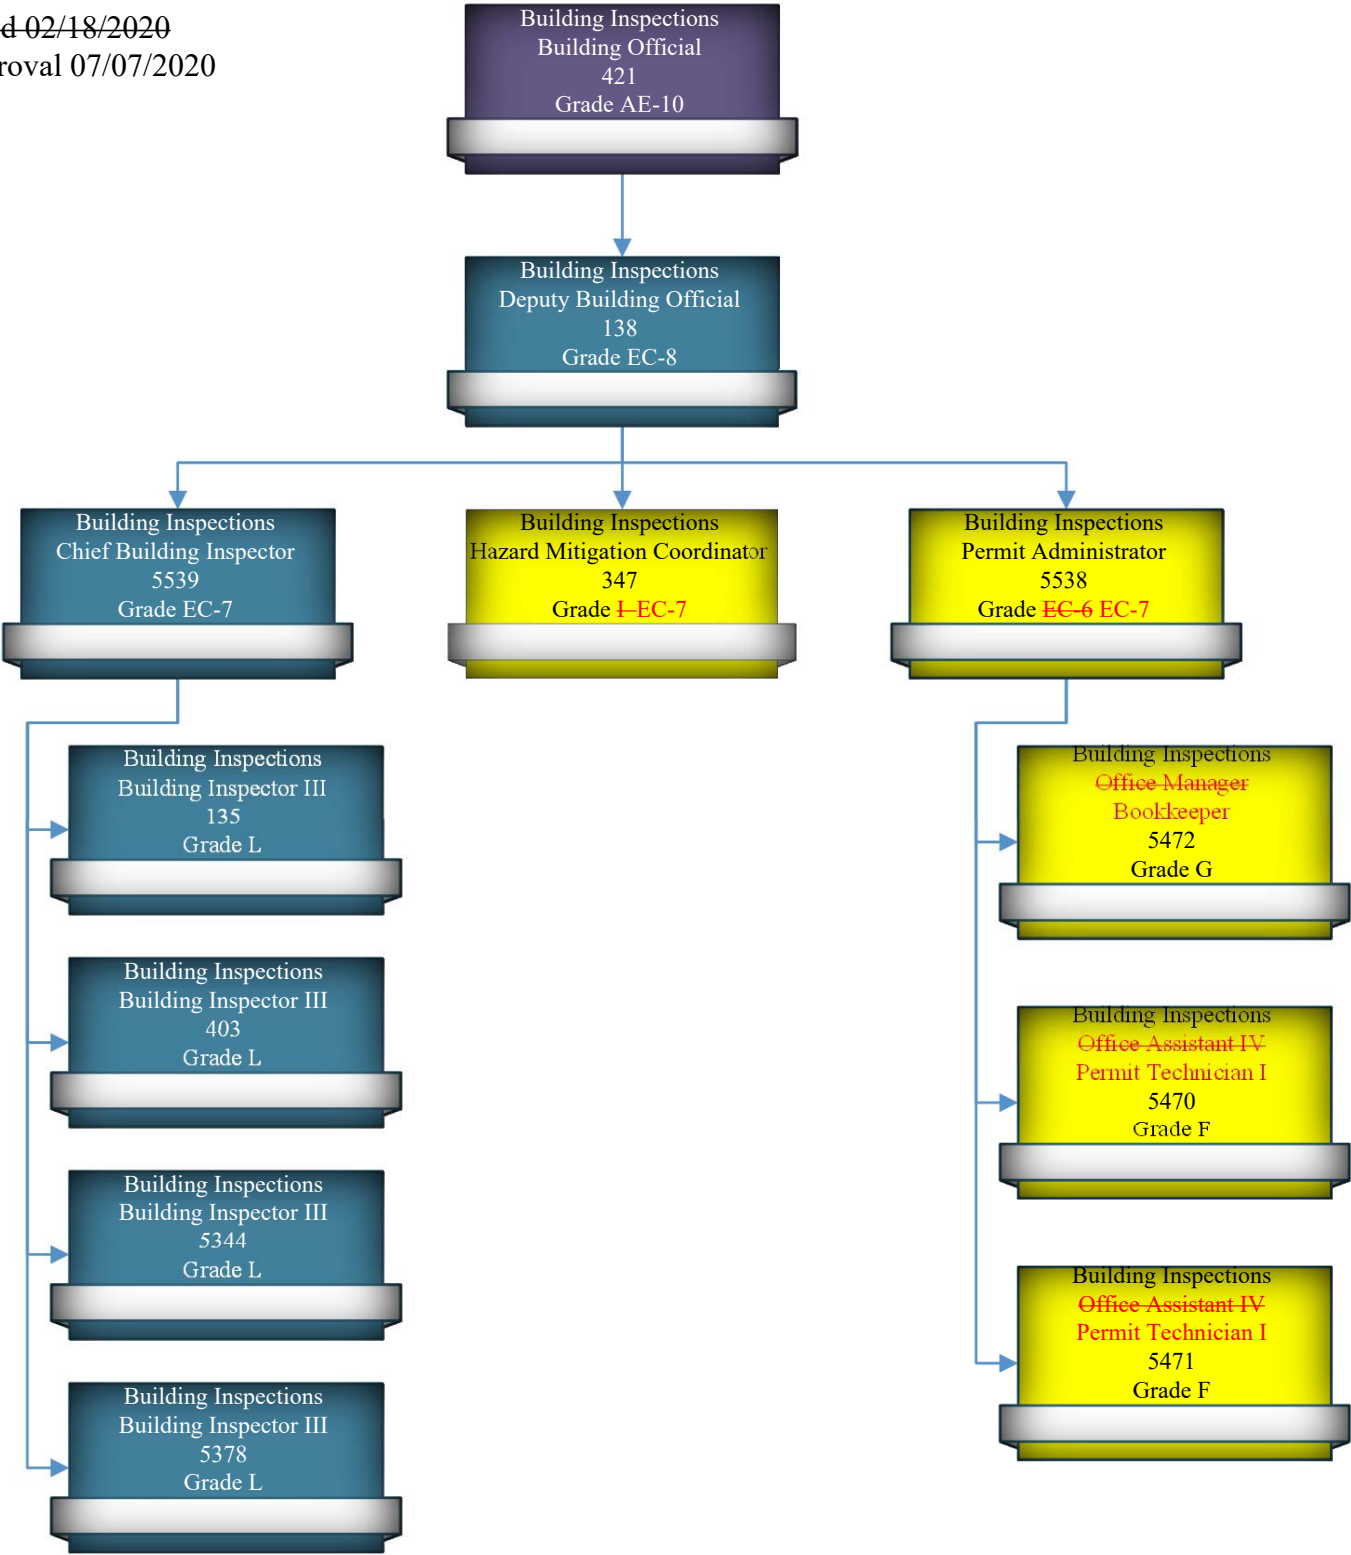 d 02/18/2020
roval 07/07/2020
Building Inspections
Building Official
421
Grade AE-10
Building Inspections
Deputy Building Official
138
Grade EC-8
Building Inspections
Chief Building Inspector
5539
Grade EC-7
Building Inspections
Hazard Mitigation Coordinator
347
Grade I EC-7
Building Inspections
Permit Administrator
5538
Grade EC-6 EC-7
Building Inspections
Building Inspector III
135
Grade L
Building Inspections
Building Inspector III
403
Grade L
Building Inspections
Building Inspector III
5344
Grade L
Building Inspections
Building Inspector III
5378
Grade L
Building Inspections
Office Manager
Bookkeeper
5472
Grade G
Building Inspections
Office Assistant IV
Permit Technician I
5470
Grade F
Building Inspections
Office Assistant IV
Permit Technician I
5471
Grade F